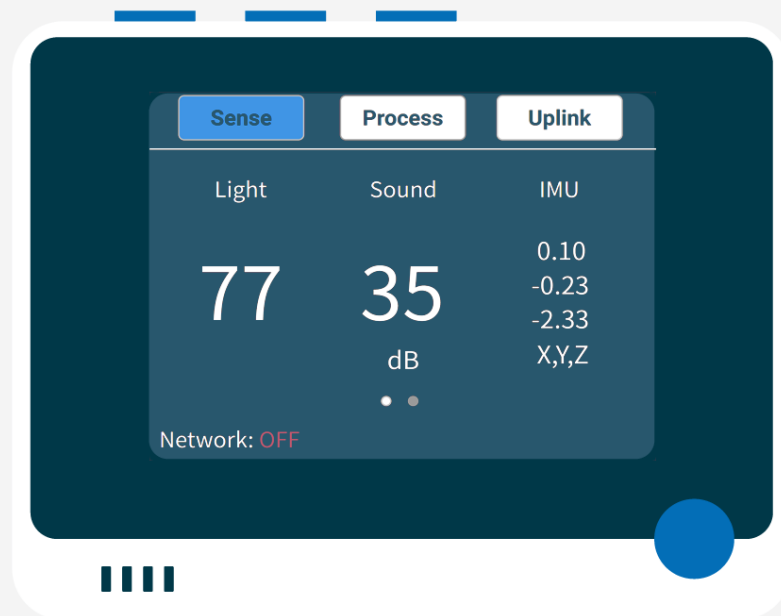 Sense Process Uplink
Light Sound IMU
77 35
0.10
-0.23
-2.33
dB X,Y,Z
Network: OFF